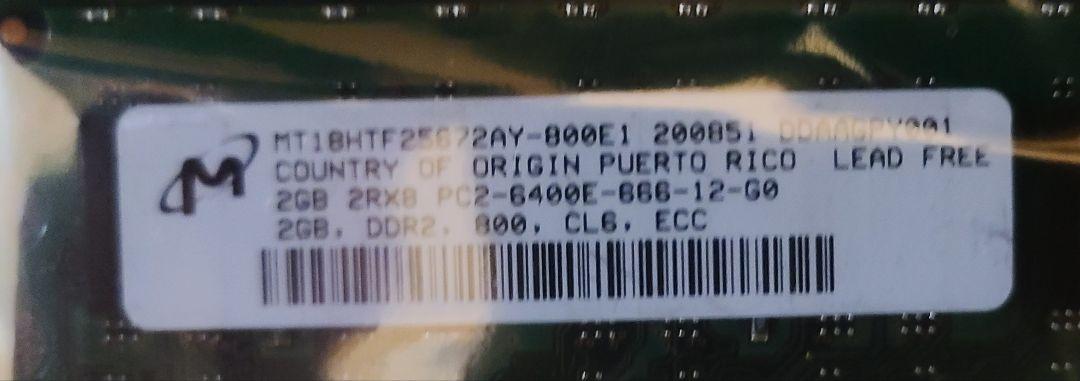 MT18HTF25672AY-800E1 200851
COUNTRY OF ORIGIN PUERTO RICO LEAD FREE
2GB 2RX8 PC2-6400E-666-12-G0
2GB, DDR2, 800, CL6, ECC